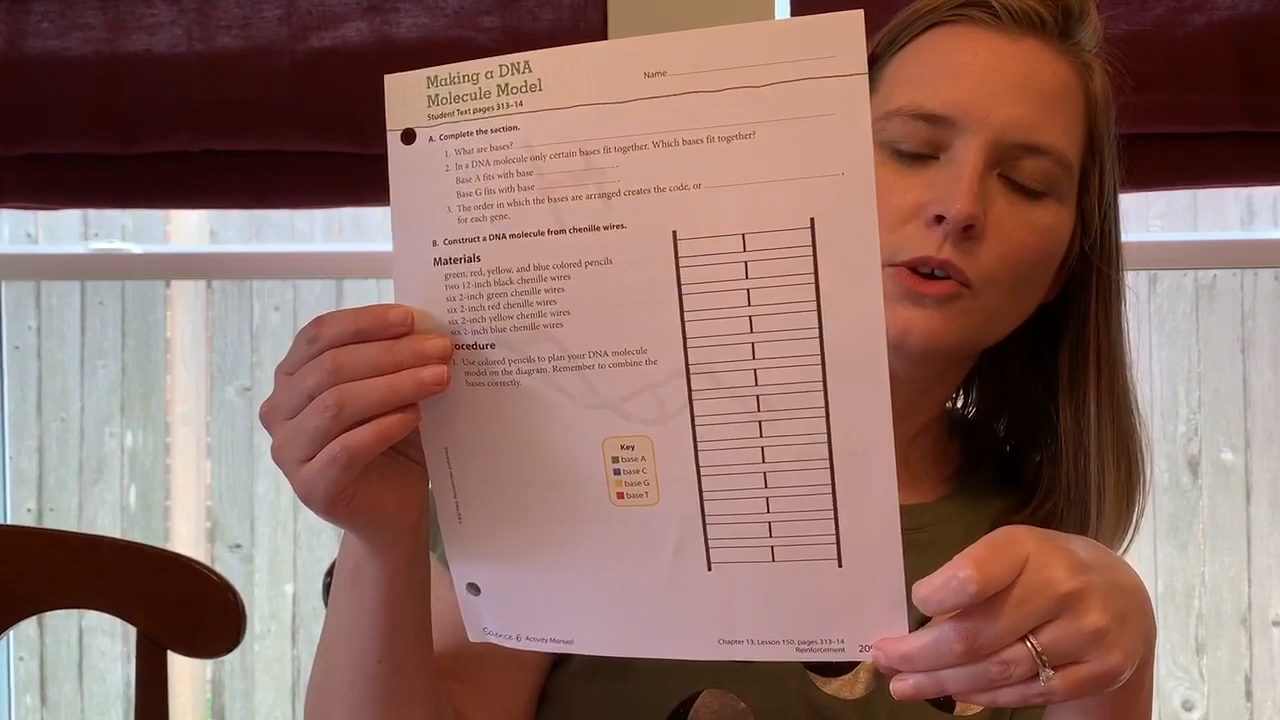 Making a DNA
Molecule Model
Student Text pages 313–14
Name
A. Complete the section.
1. What are bases?
2. In a DNA molecule only certain bases fit together. Which bases fit together?
Base A fits with base .
Base G fits with base .
3. The order in which the bases are arranged creates the code, or ,
for each gene.
B. Construct a DNA molecule from chenille wires.
Materials
green, red, yellow, and blue colored pencils
two 12-inch black chenille wires
six 2-inch green chenille wires
six 2-inch red chenille wires
six 2-inch yellow chenille wires
six 2-inch blue chenille wires
rocedure
1. Use colored pencils to plan your DNA molecule
model on the diagram. Remember to combine the
bases correctly.
Key
base A
base C
base G
base T
Science 6 Activity Manual
Chapter 13, Lesson 150, pages 313–14
Reinforcement